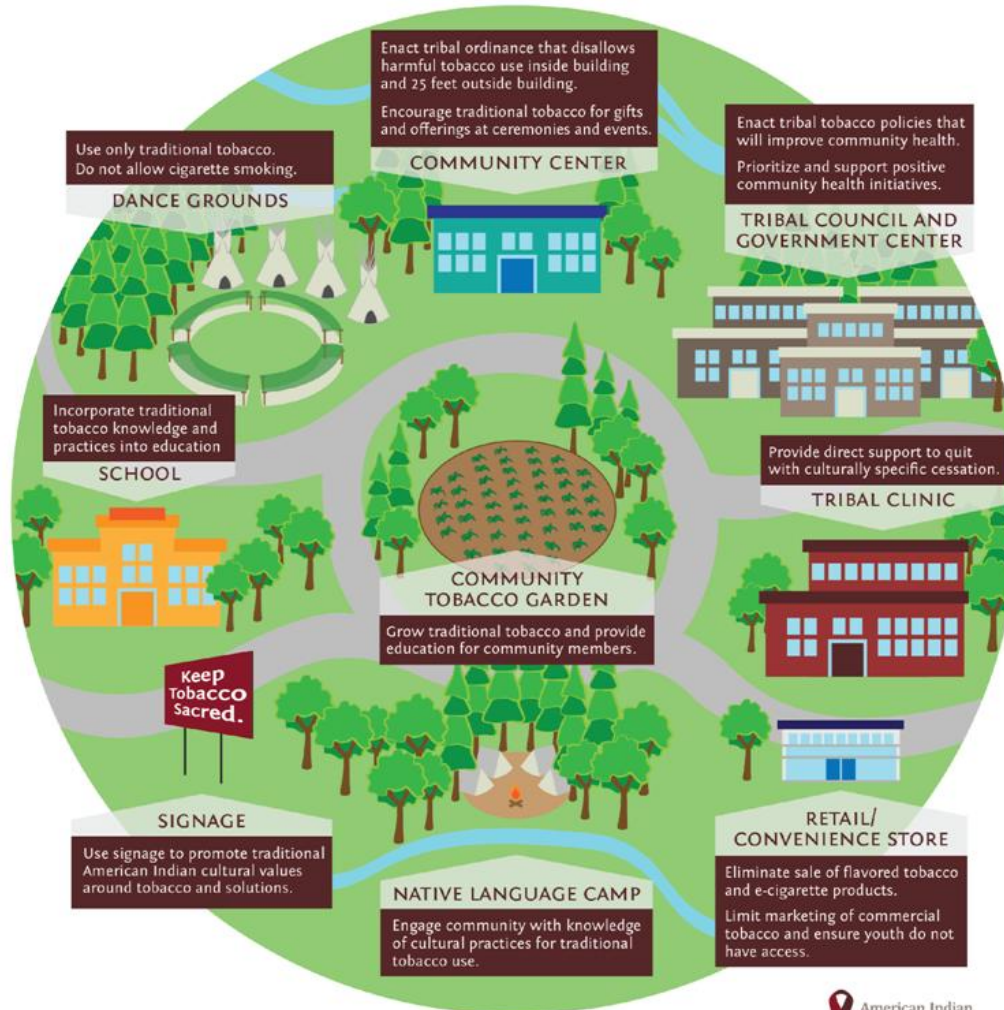 Enact tribal ordinance that disallows
harmful tobacco use inside building
and 25 feet outside building.
Encourage traditional tobacco for gifts
and offerings at ceremonies and events.
COMMUNITY CENTER
Enact tribal tobacco policies that
will improve community health.
Prioritize and support positive
community health initiatives.
TRIBAL COUNCIL AND
GOVERNMENT CENTER
Use only traditional tobacco.
Do not allow cigarette smoking.
DANCE GROUNDS
Incorporate traditional
tobacco knowledge and
practices into education
SCHOOL
Provide direct support to quit
with culturally specific cessation.
TRIBAL CLINIC
COMMUNITY
TOBACCO GARDEN
Grow traditional tobacco and provide
education for community members.
Keep
Tobacco
Sacred.
SIGNAGE
Use signage to promote traditional
American Indian cultural values
around tobacco and solutions.
NATIVE LANGUAGE CAMP
Engage community with knowledge
of cultural practices for traditional
tobacco use.
RETAIL/
CONVENIENCE STORE
Eliminate sale of flavored tobacco
and e-cigarette products.
Limit marketing of commercial
tobacco and ensure youth do not
have access.
American Indian